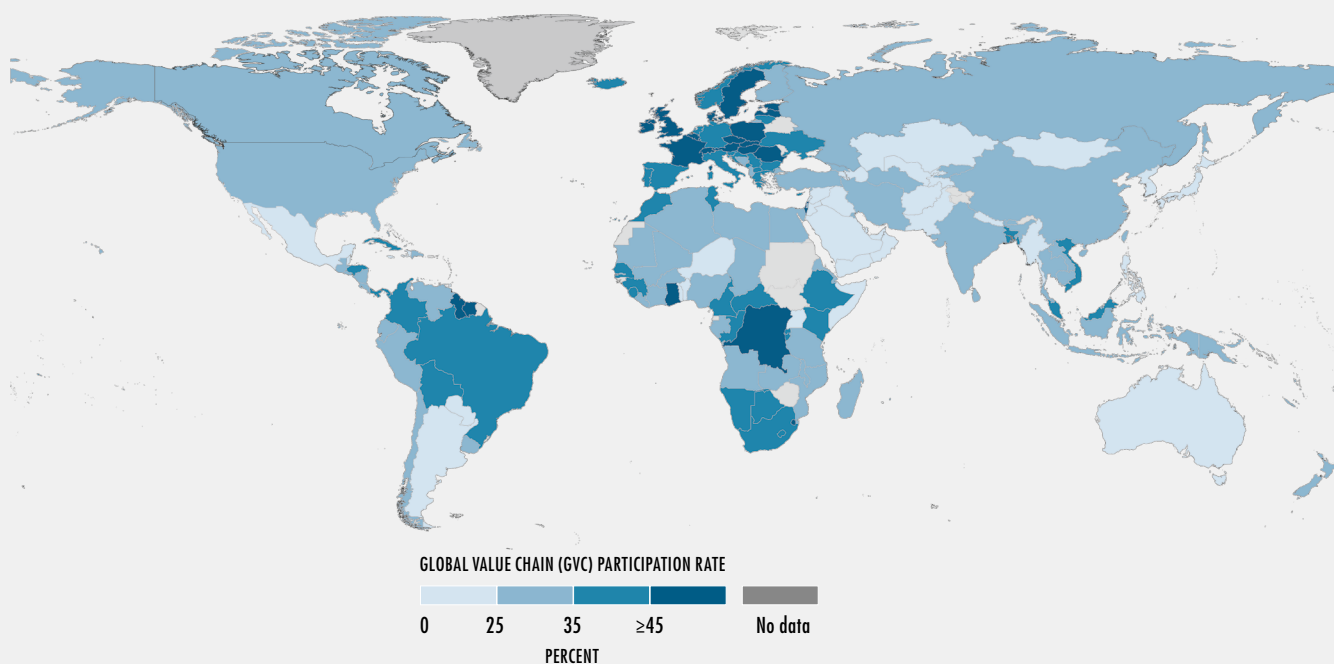 GLOBAL VALUE CHAIN (GVC) PARTICIPATION RATE
0 25 35 ≥45 No data
PERCENT